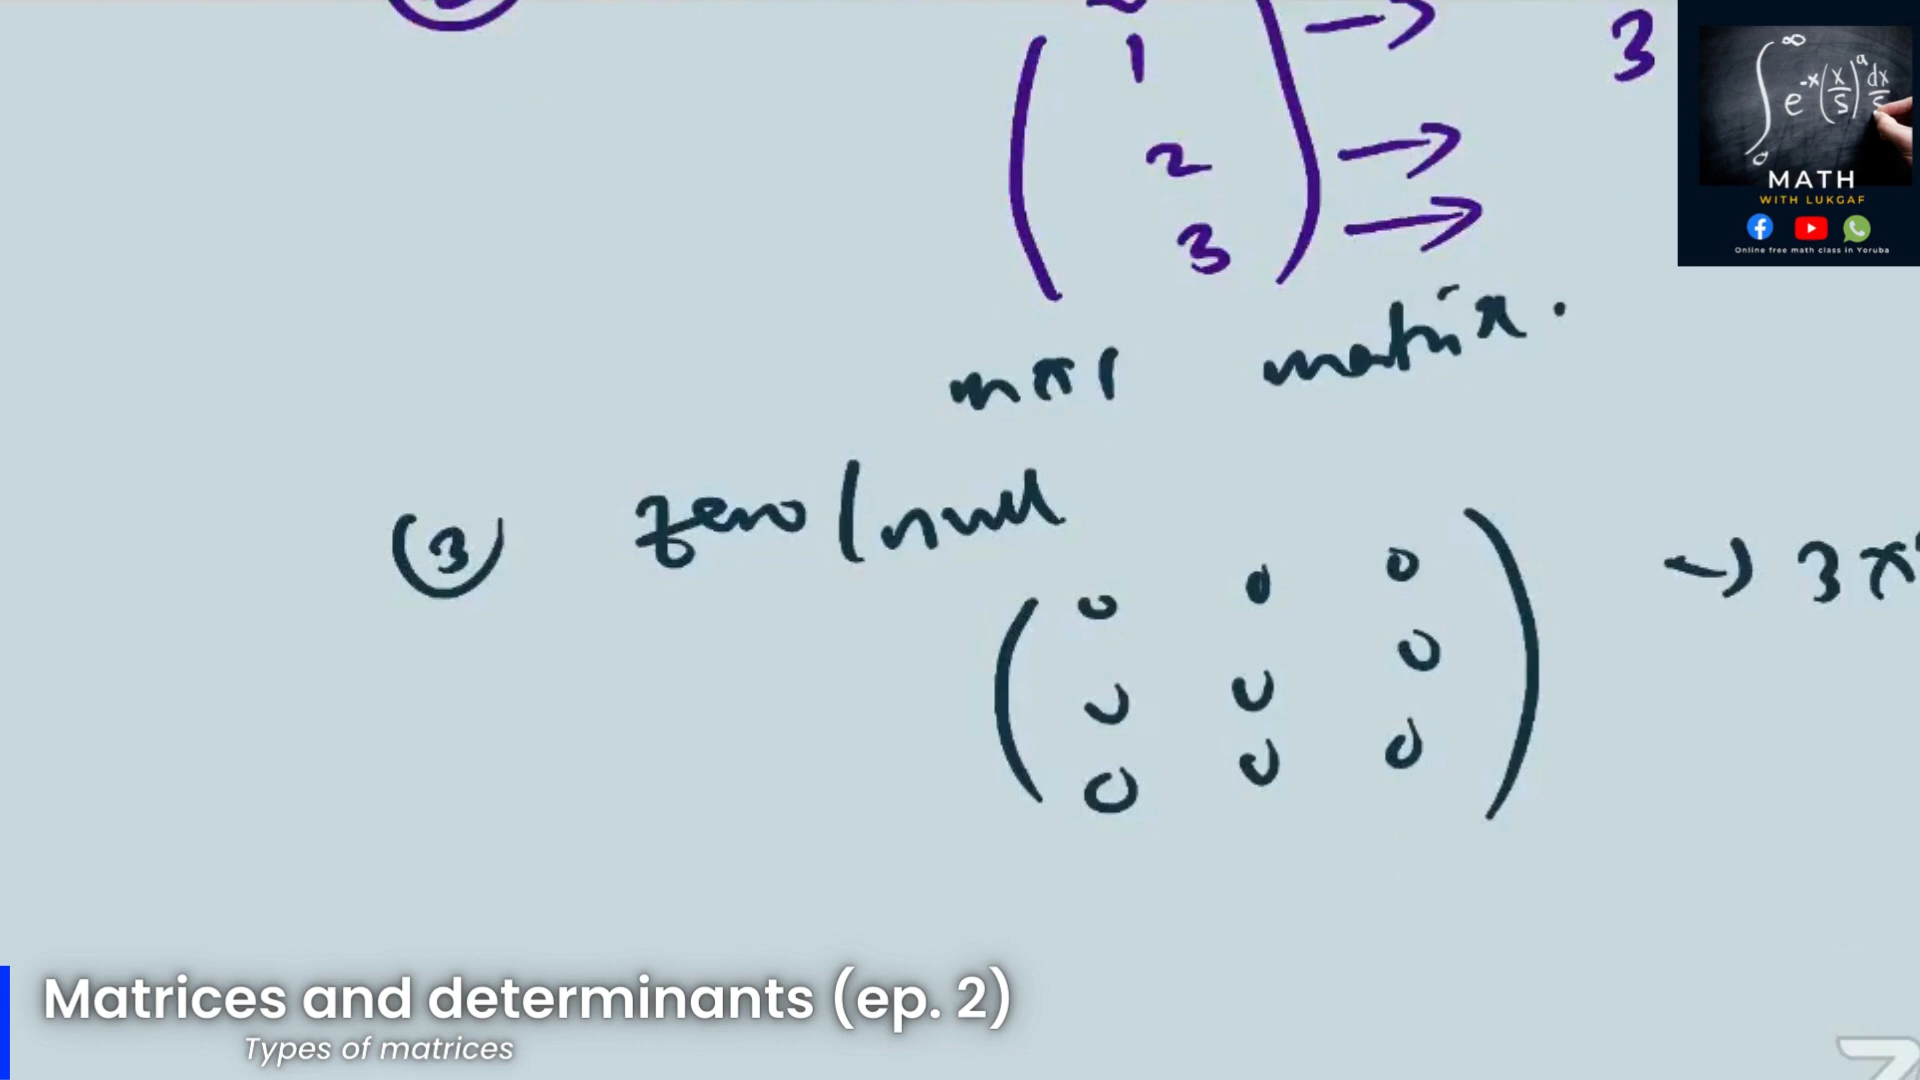 1
2
3
3
m x 1 matrix.
③ zero / null
0 0 0
0 0 0
0 0 0
→ 3 x
∞
∫ e^-x (x/s)^a dx/s
0
MATH
WITH LUKGAF
Online free math class in Yoruba
Matrices and determinants (ep. 2)
Types of matrices